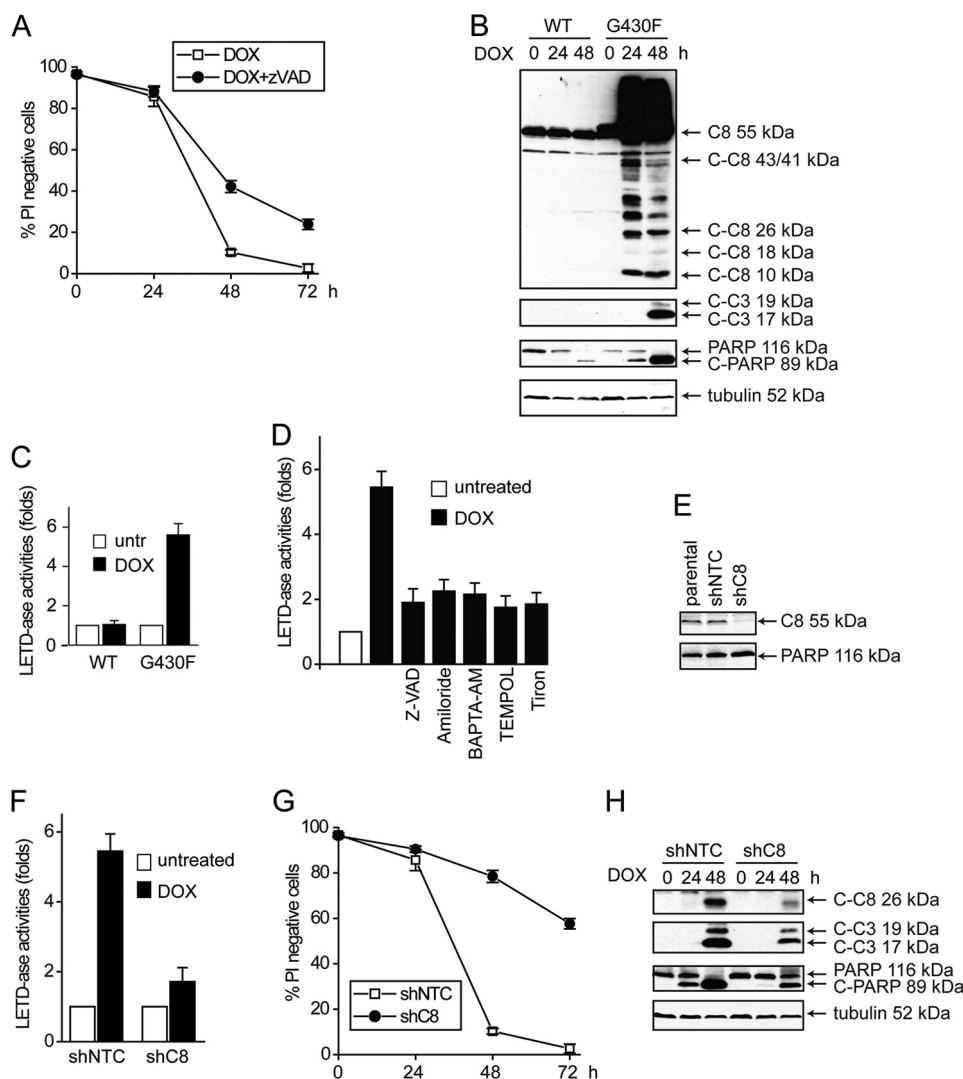 A
DOX
DOX+zVAD
% PI negative cells
100
80
60
40
20
0
0 24 48 72 h
B
WT G430F
DOX 0 24 48 0 24 48 h
C8 55 kDa
C-C8 43/41 kDa
C-C8 26 kDa
C-C8 18 kDa
C-C8 10 kDa
C-C3 19 kDa
C-C3 17 kDa
PARP 116 kDa
C-PARP 89 kDa
tubulin 52 kDa
C
LETD-ase activities (folds)
6
4
2
0
untr
DOX
WT G430F
D
LETD-ase activities (folds)
6
4
2
0
untreated
DOX
Z-VAD
Amiloride
BAPTA-AM
TEMPOL
Tiron
E
parental
shNTC
shC8
C8 55 kDa
PARP 116 kDa
F
LETD-ase activities (folds)
6
4
2
0
untreated
DOX
shNTC shC8
G
% PI negative cells
100
80
60
40
20
0
shNTC
shC8
0 24 48 72 h
H
shNTC shC8
DOX 0 24 48 0 24 48 h
C-C8 26 kDa
C-C3 19 kDa
C-C3 17 kDa
PARP 116 kDa
C-PARP 89 kDa
tubulin 52 kDa